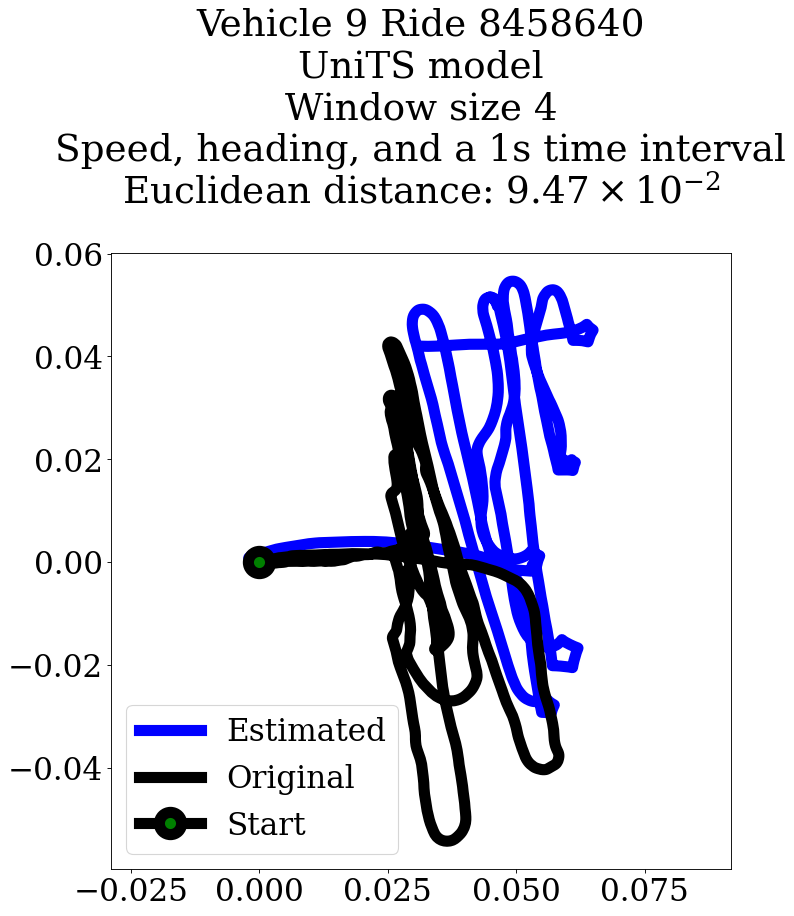 Vehicle 9 Ride 8458640
UniTS model
Window size 4
Speed, heading, and a 1s time interval
Euclidean distance: 9.47 × 10⁻²
0.06
0.04
0.02
0.00
−0.02
−0.04
Estimated
Original
Start
−0.025 0.000 0.025 0.050 0.075